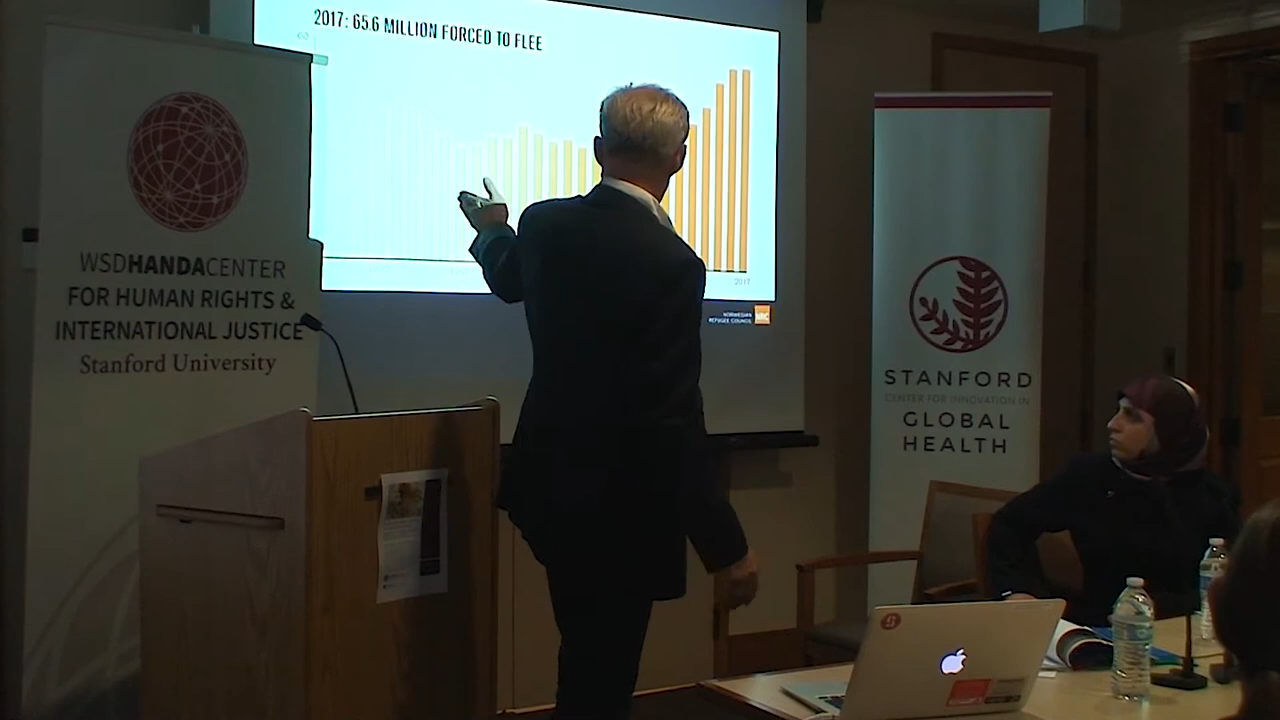 2017: 65.6 MILLION FORCED TO FLEE
60
2017
NORWEGIAN
REFUGEE COUNCIL
NRC
WSDHANDACENTER
FOR HUMAN RIGHTS &
INTERNATIONAL JUSTICE
Stanford University
STANFORD
CENTER FOR INNOVATION IN
GLOBAL
HEALTH